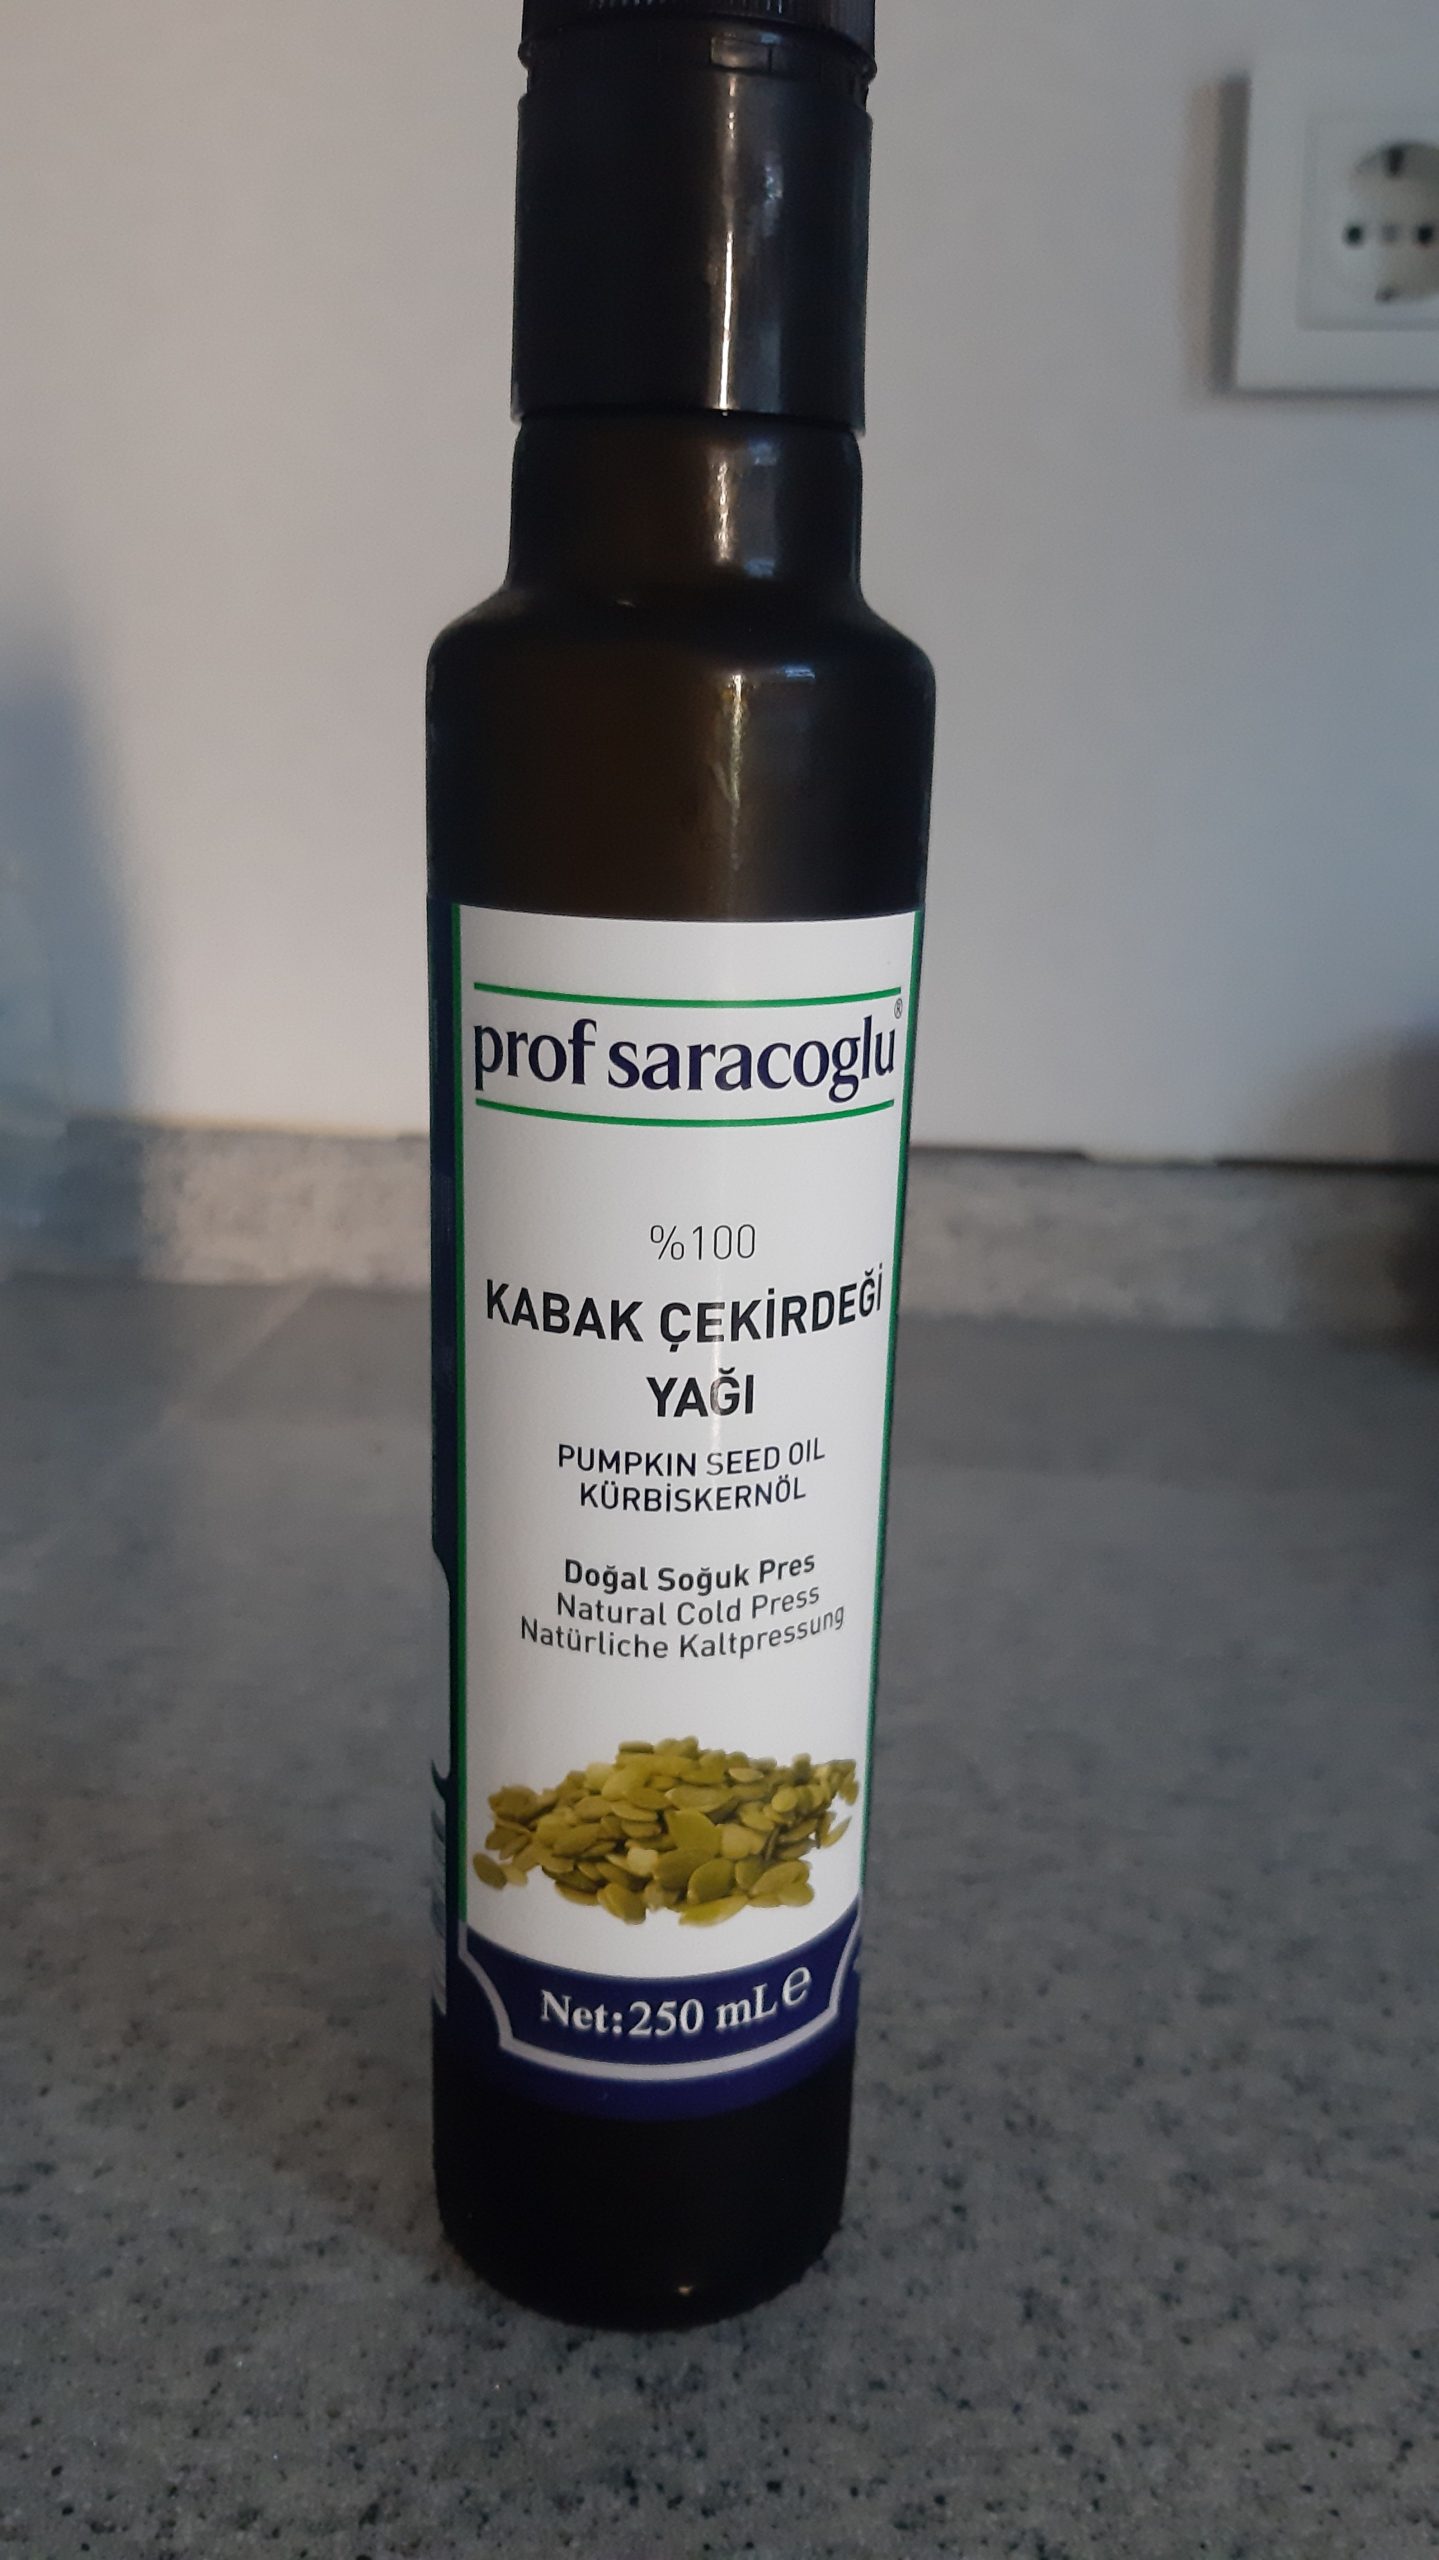 prof saracoglu®
%100
KABAK ÇEKİRDEĞİ
YAĞI
PUMPKIN SEED OIL
KÜRBİSKERNÖL
Doğal Soğuk Pres
Natural Cold Press
Natürliche Kaltpressung
Net: 250 mL e